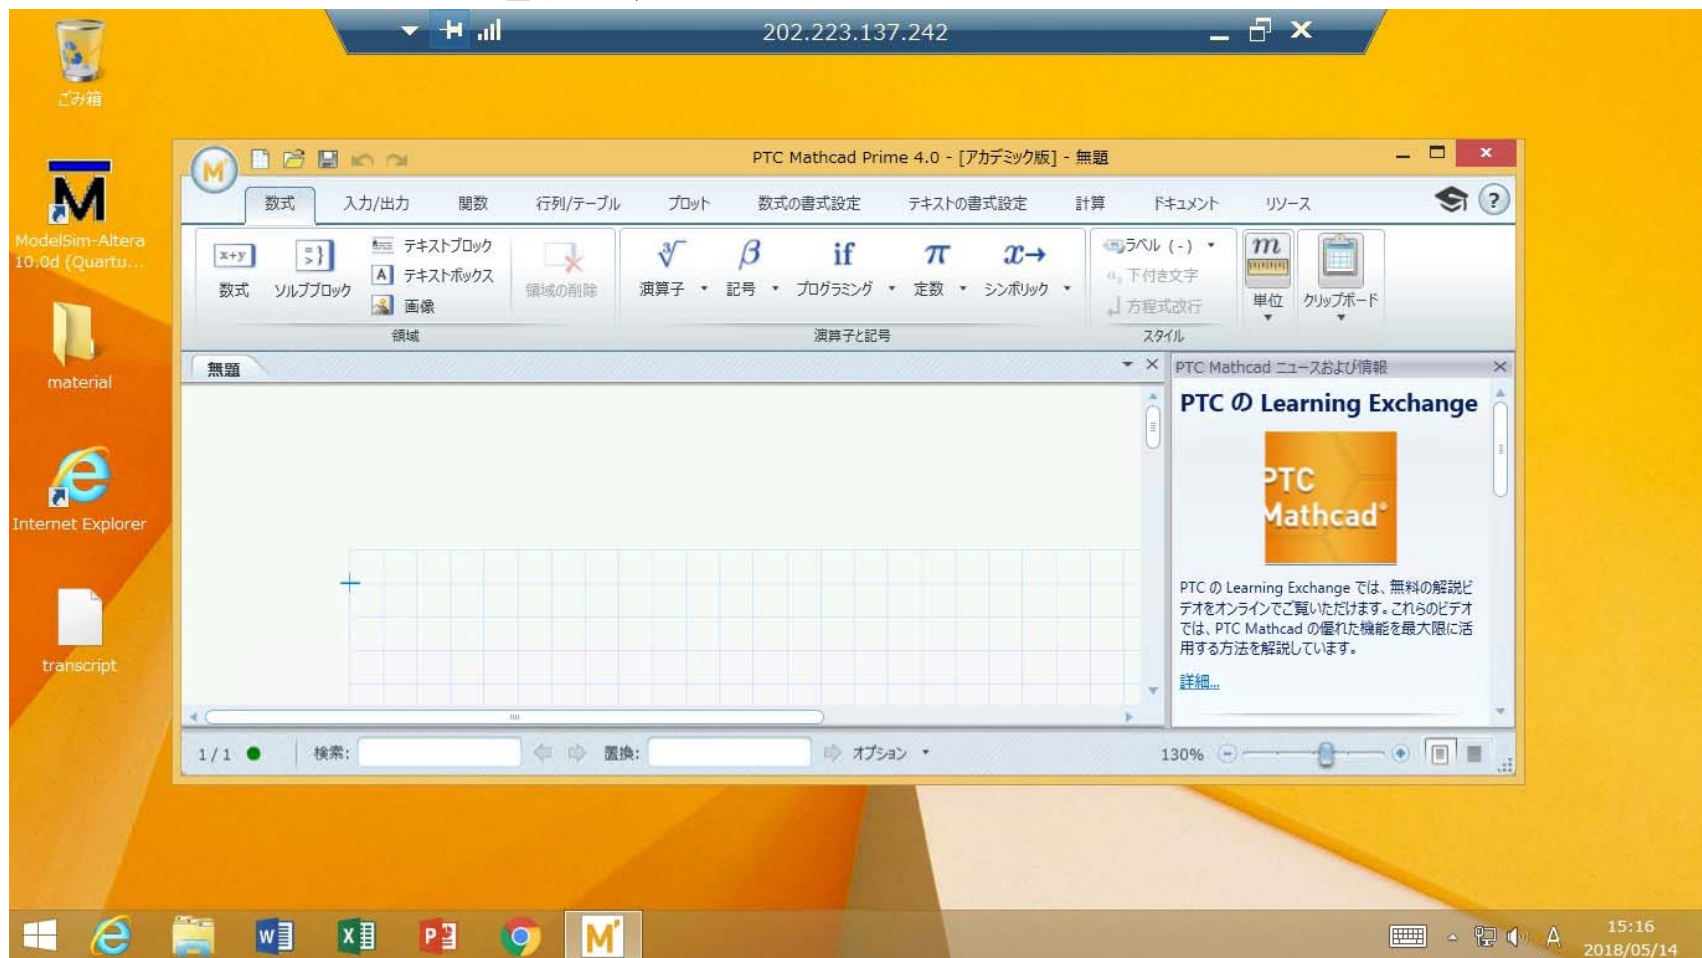 202.223.137.242
ごみ箱
ModelSim-Altera
10.0d (Quartu...
material
Internet Explorer
transcript
PTC Mathcad Prime 4.0 - [アカデミック版] - 無題
数式 入力/出力 関数 行列/テーブル プロット 数式の書式設定 テキストの書式設定 計算 ドキュメント リソース
数式
ソルブブロック
テキストブロック
テキストボックス
画像
領域の削除
領域
演算子
記号
if
プログラミング
定数
シンボリック
演算子と記号
ラベル ( - )
下付き文字
方程式改行
スタイル
単位
クリップボード
無題
PTC Mathcad ニュースおよび情報
PTC の Learning Exchange
PTC
Mathcad®
PTC の Learning Exchange では、無料の解説ビ
デオをオンラインでご覧いただけます。これらのビデオ
では、PTC Mathcad の優れた機能を最大限に活
用する方法を解説しています。
詳細...
1 / 1 検索: 置換: オプション 130%
A
15:16
2018/05/14